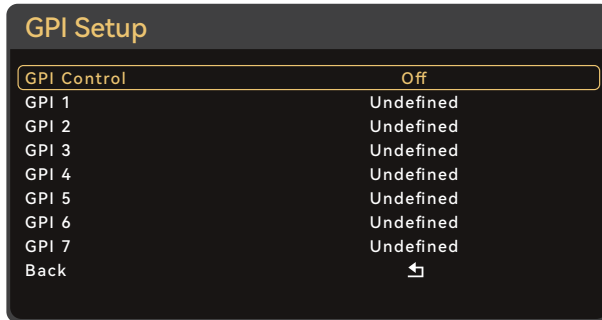 GPI Setup
GPI Control Off
GPI 1 Undefined
GPI 2 Undefined
GPI 3 Undefined
GPI 4 Undefined
GPI 5 Undefined
GPI 6 Undefined
GPI 7 Undefined
Back